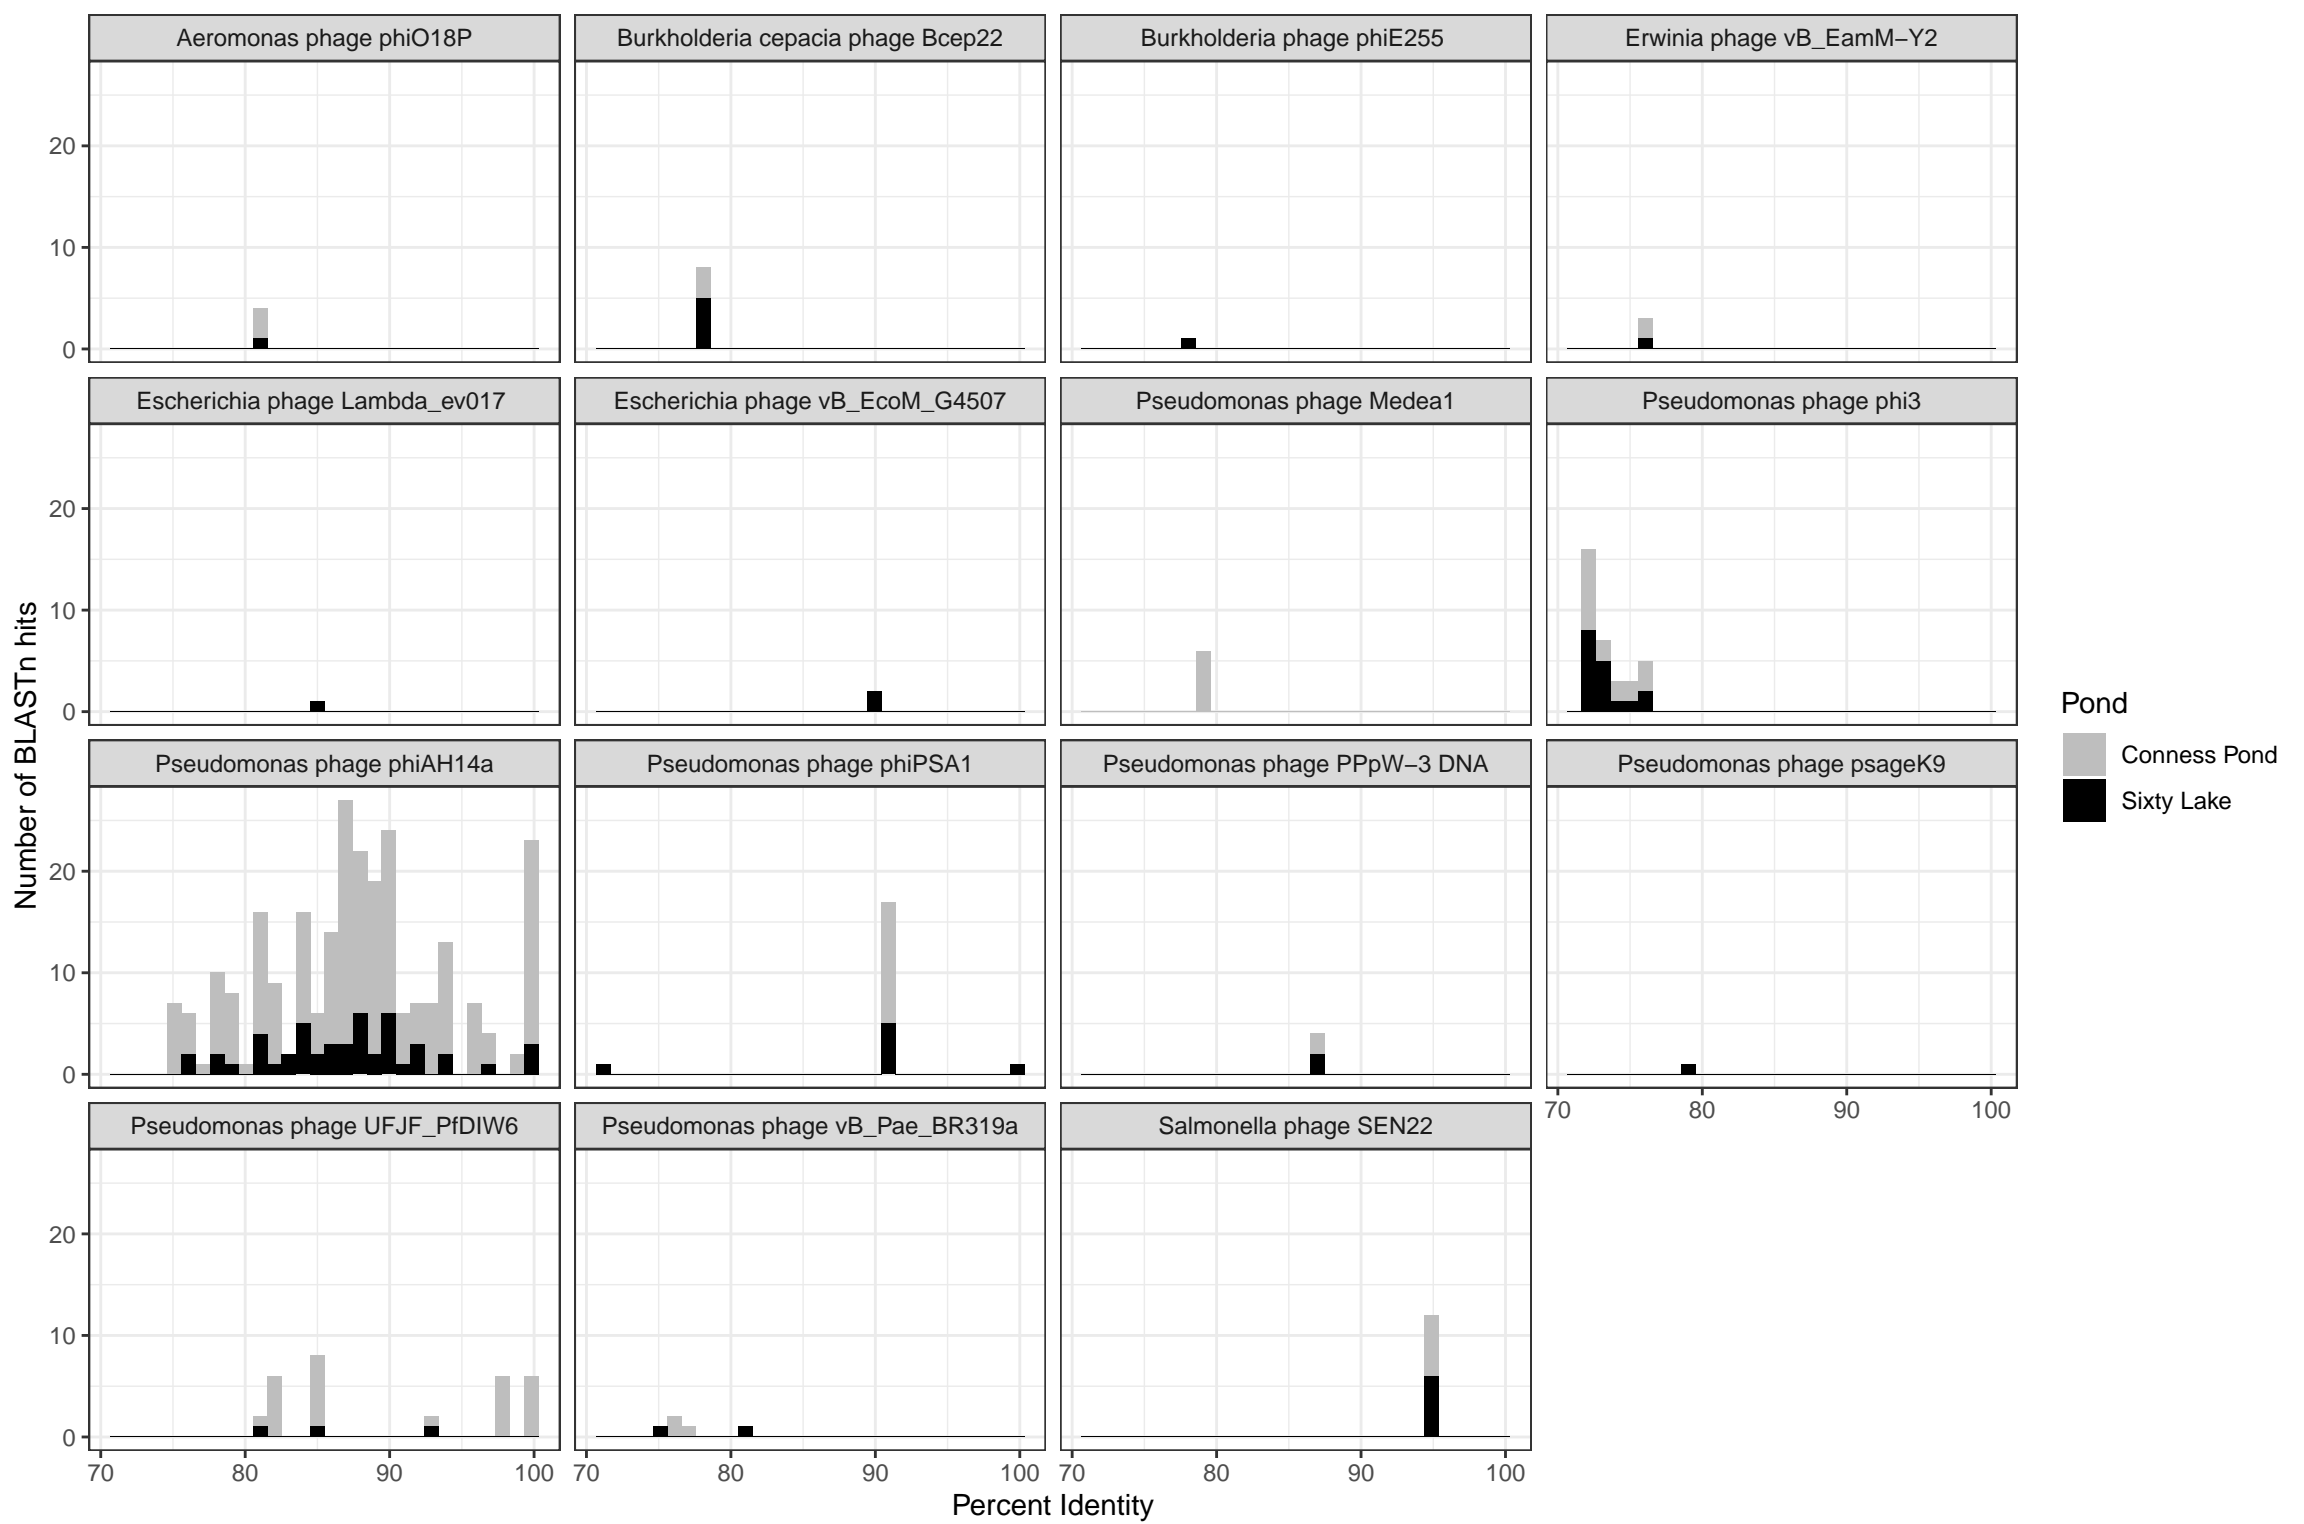 Aeromonas phage phiO18P
Burkholderia cepacia phage Bcep22
Burkholderia phage phiE255
Erwinia phage vB_EamM−Y2
20
10
0
Escherichia phage Lambda_ev017
Escherichia phage vB_EcoM_G4507
Pseudomonas phage Medea1
Pseudomonas phage phi3
20
10
0
Number of BLASTn hits
Pond
Conness Pond
Sixty Lake
Pseudomonas phage phiAH14a
Pseudomonas phage phiPSA1
Pseudomonas phage PPpW−3 DNA
Pseudomonas phage psageK9
20
10
0
70 80 90 100
Pseudomonas phage UFJF_PfDIW6
Pseudomonas phage vB_Pae_BR319a
Salmonella phage SEN22
20
10
0
70 80 90 100
70 80 90 100
70 80 90 100
Percent Identity